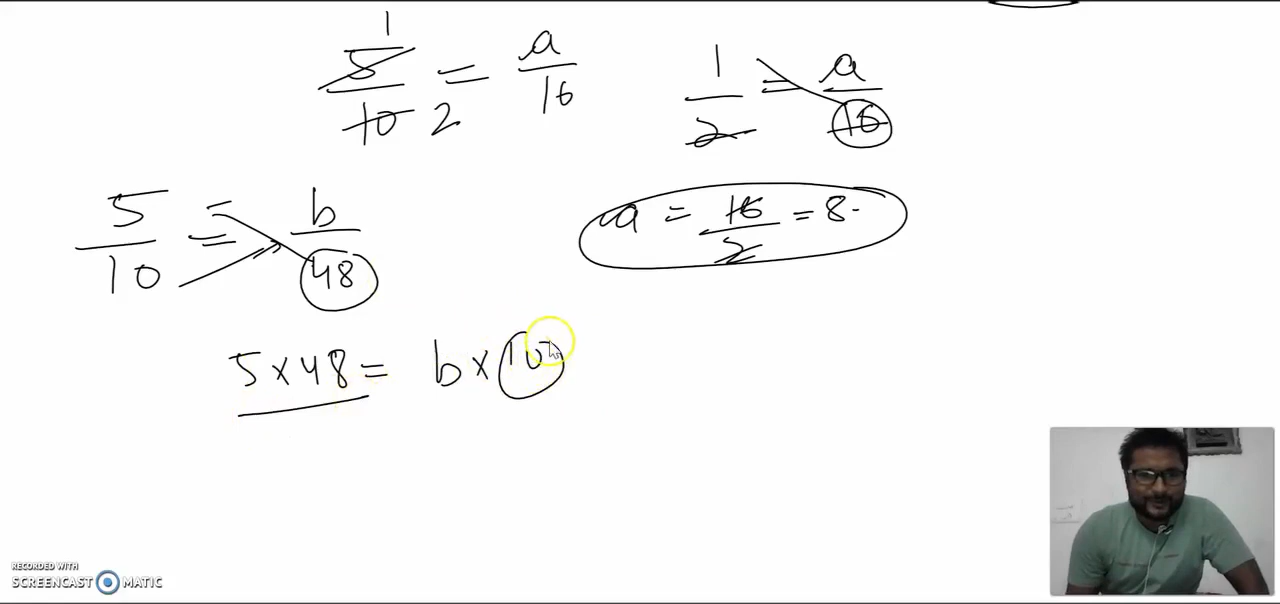 5/10 = a/16
1 2
1/2 = a/16
5/10 = b/48
a = 16/2 = 8.
5 × 48 = b × 10
RECORDED WITH
SCREENCAST MATIC